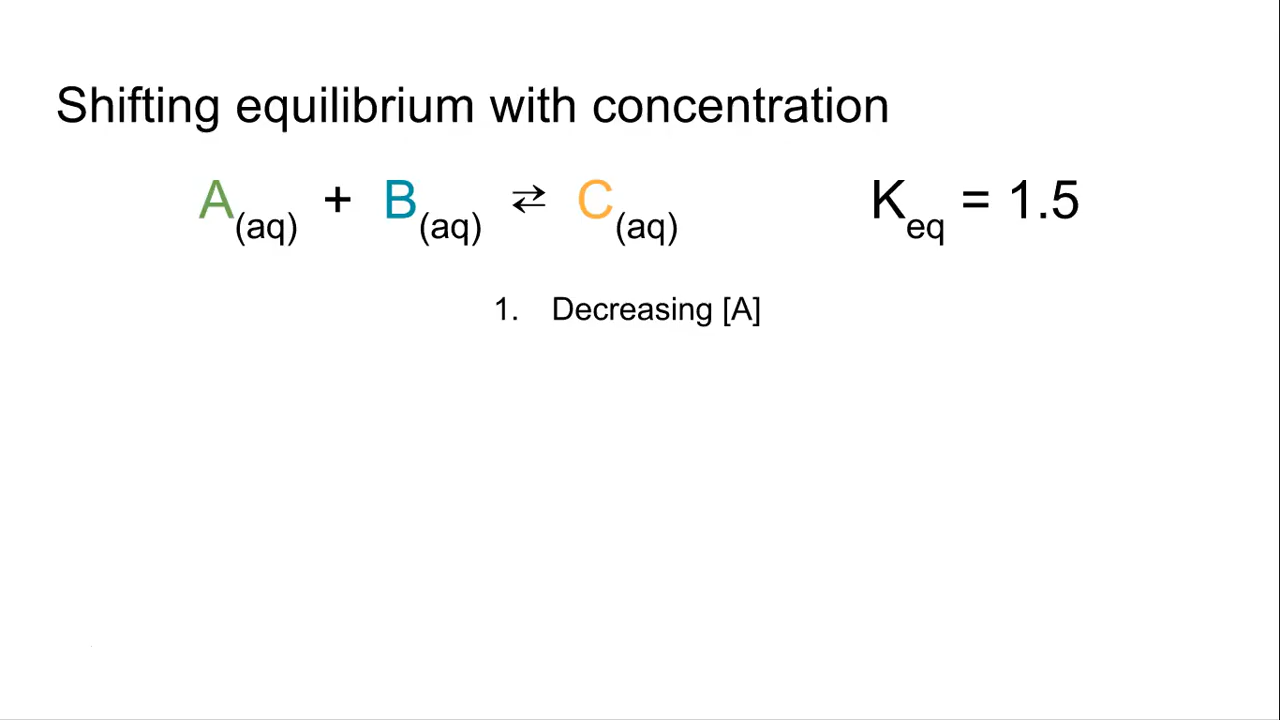 Shifting equilibrium with concentration
A(aq) + B(aq) ⇄ C(aq) Keq = 1.5
1. Decreasing [A]